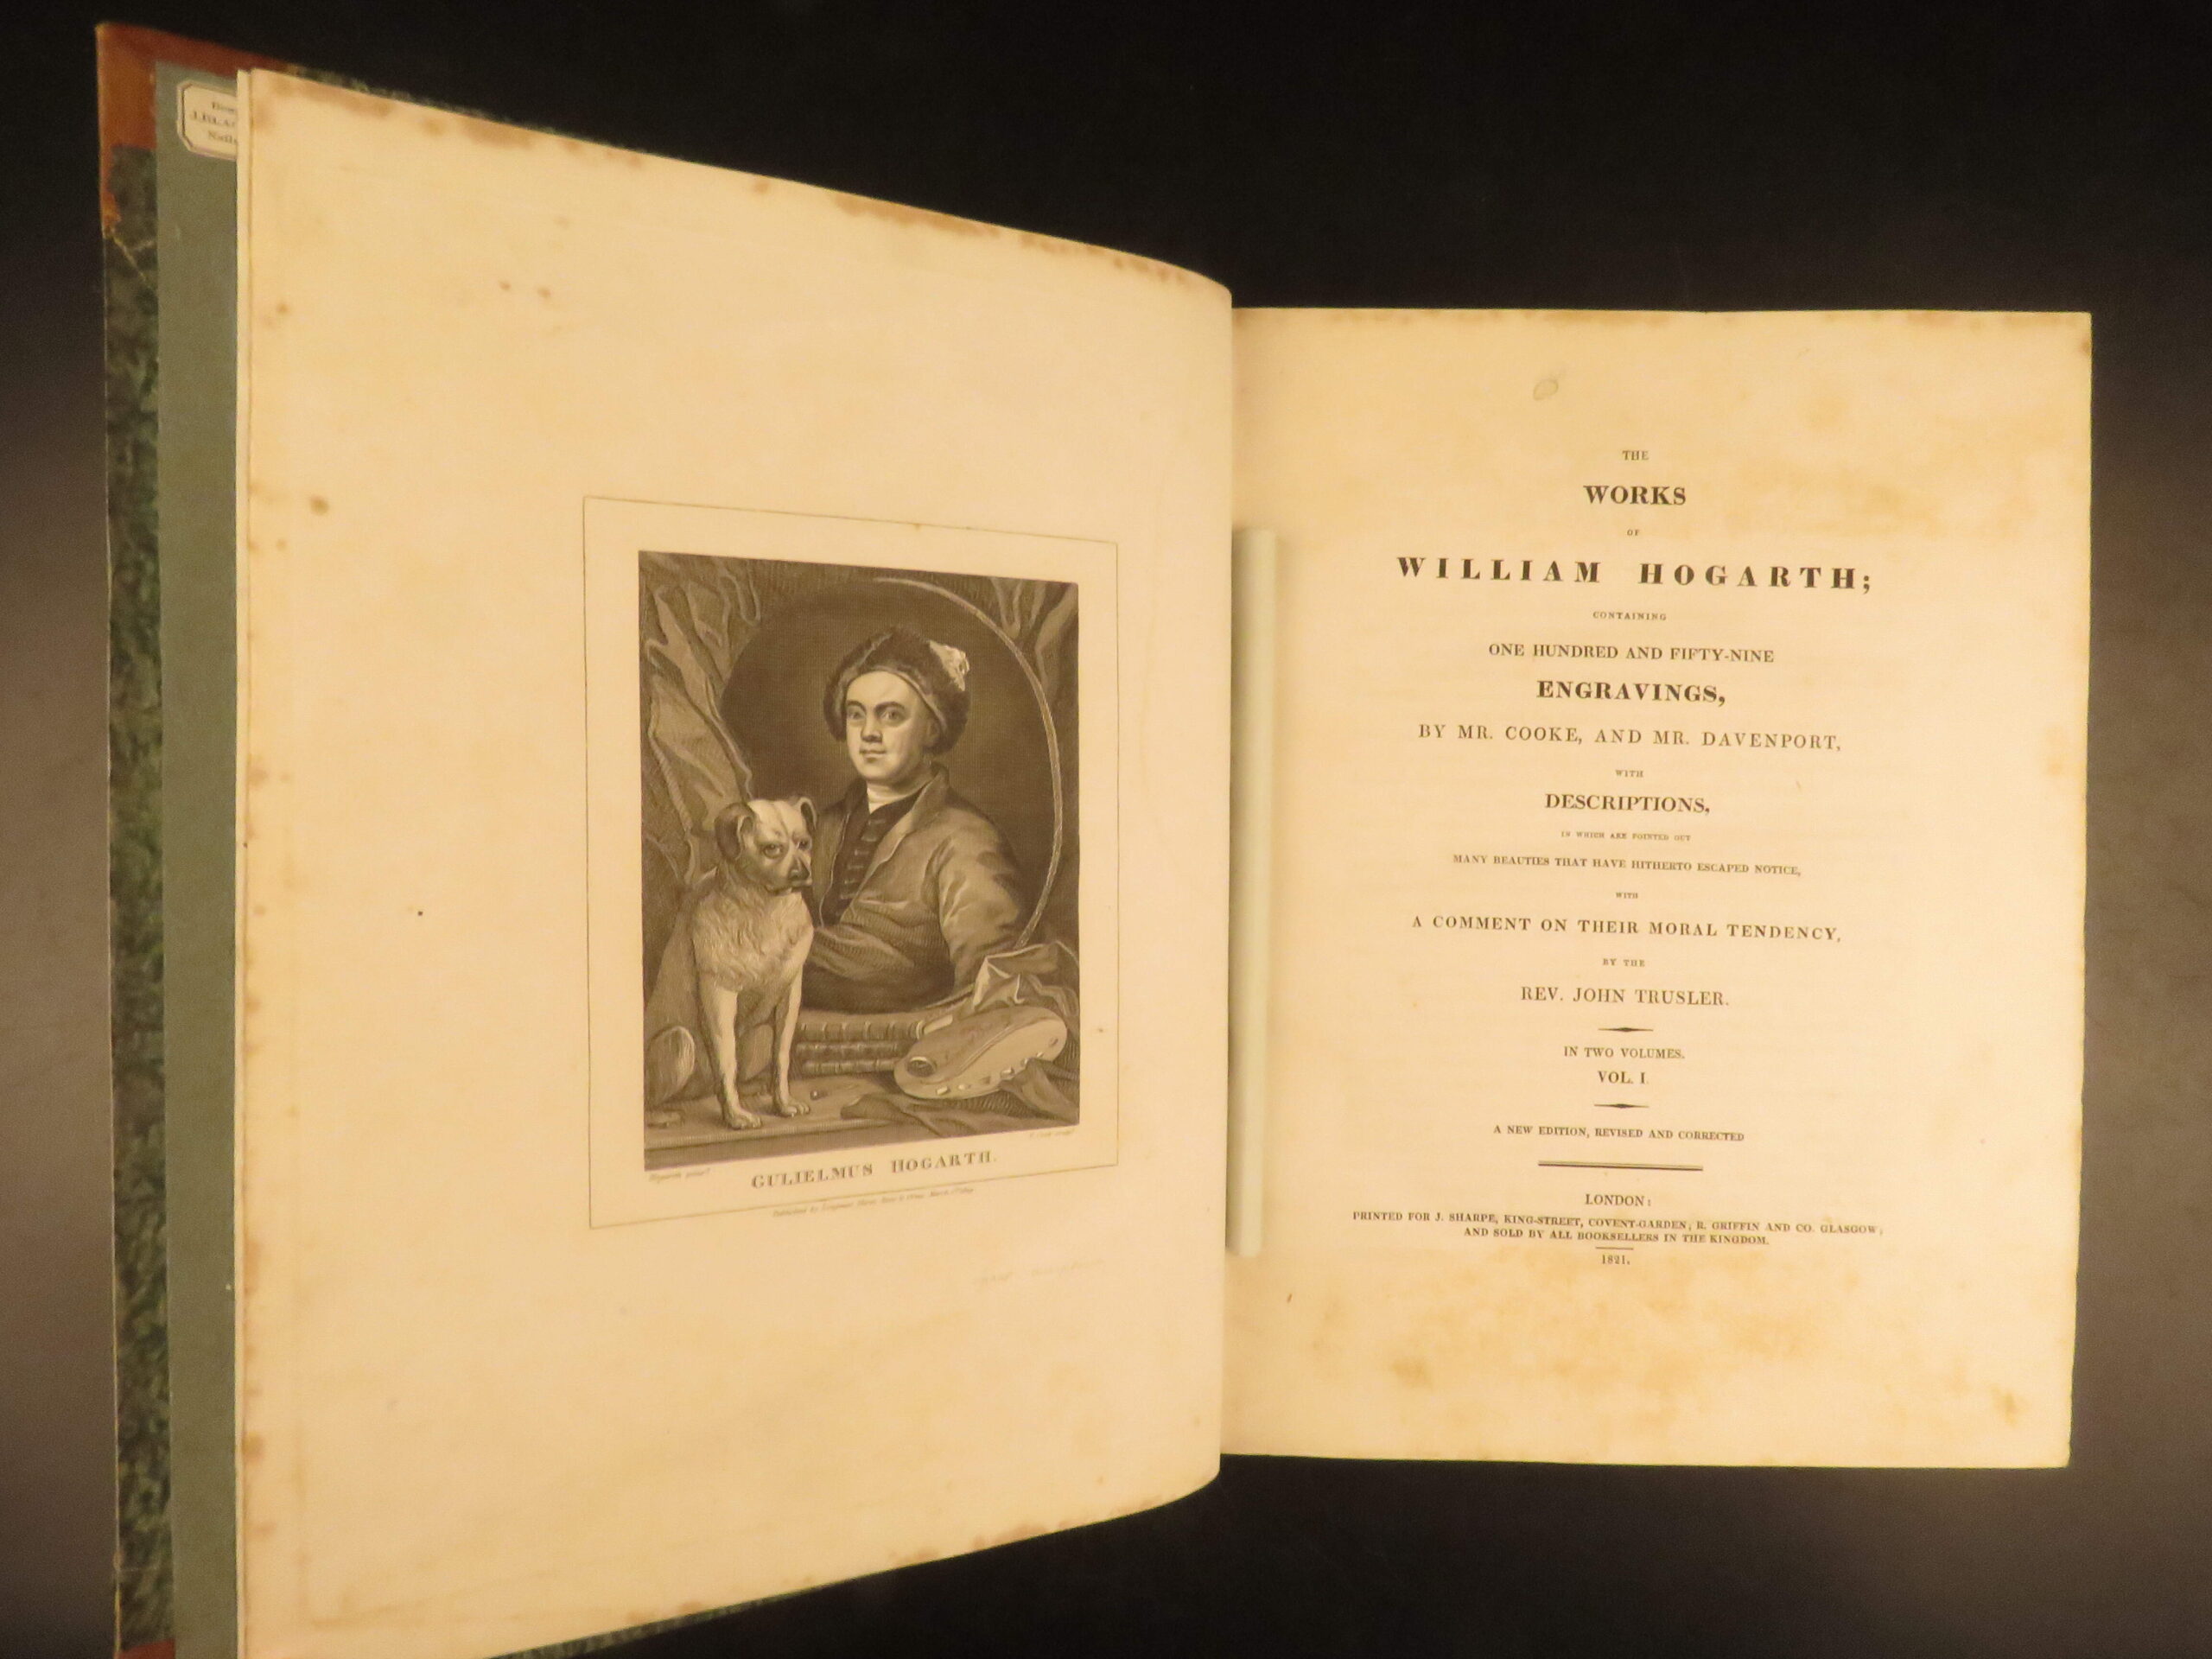 J. BLAC
GULIELMUS HOGARTH.
THE
WORKS
OF
WILLIAM HOGARTH;
CONTAINING
ONE HUNDRED AND FIFTY-NINE
ENGRAVINGS,
BY MR. COOKE, AND MR. DAVENPORT,
WITH
DESCRIPTIONS,
IN WHICH ARE POINTED OUT
MANY BEAUTIES THAT HAVE HITHERTO ESCAPED NOTICE,
WITH
A COMMENT ON THEIR MORAL TENDENCY,
BY THE
REV. JOHN TRUSLER.
IN TWO VOLUMES.
VOL. I.
A NEW EDITION, REVISED AND CORRECTED
LONDON:
PRINTED FOR J. SHARPE, KING-STREET, COVENT-GARDEN; R. GRIFFIN AND CO. GLASGOW;
AND SOLD BY ALL BOOKSELLERS IN THE KINGDOM.
1821.